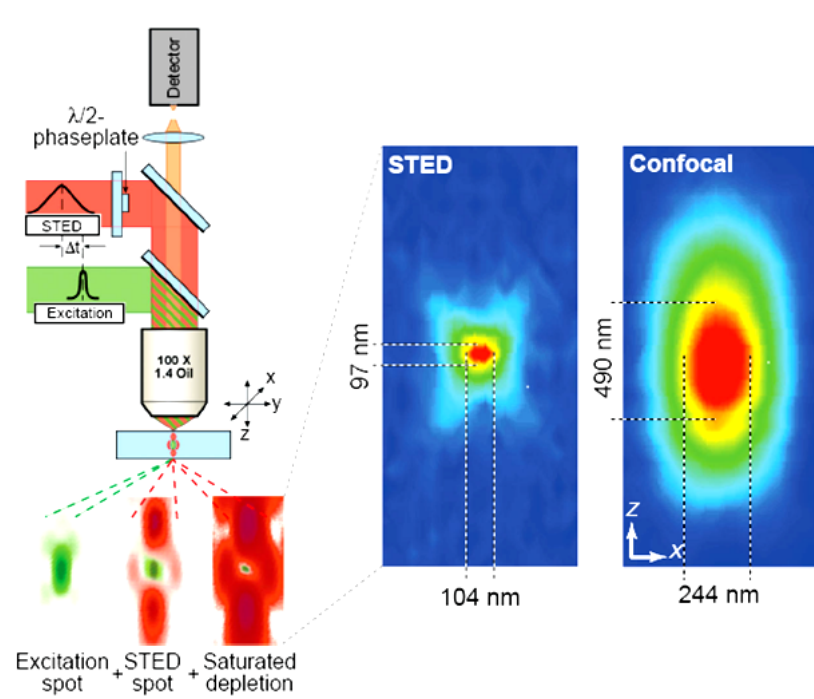 Detector
λ/2-
phaseplate
STED
Δt
Excitation
100 X
1.4 Oil
x
y
z
Excitation
spot
+
STED
spot
+
Saturated
depletion
STED
97 nm
104 nm
Confocal
490 nm
z
x
244 nm